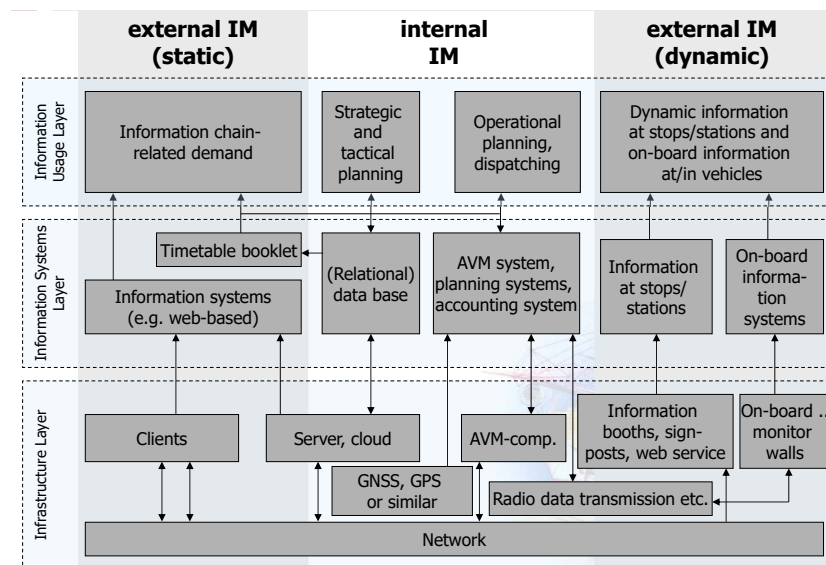 external IM
(static)
internal
IM
external IM
(dynamic)
Information
Usage Layer
Information chain-
related demand
Strategic
and
tactical
planning
Operational
planning,
dispatching
Dynamic information
at stops/stations and
on-board information
at/in vehicles
Information Systems
Layer
Timetable booklet
Information systems
(e.g. web-based)
(Relational)
data base
AVM system,
planning systems,
accounting system
Information
at stops/
stations
On-board
informa-
tion
systems
Infrastructure Layer
Clients
Server, cloud
AVM-comp.
Information
booths, sign-
posts, web service
On-board ..
monitor
walls
GNSS, GPS
or similar
Radio data transmission etc.
Network